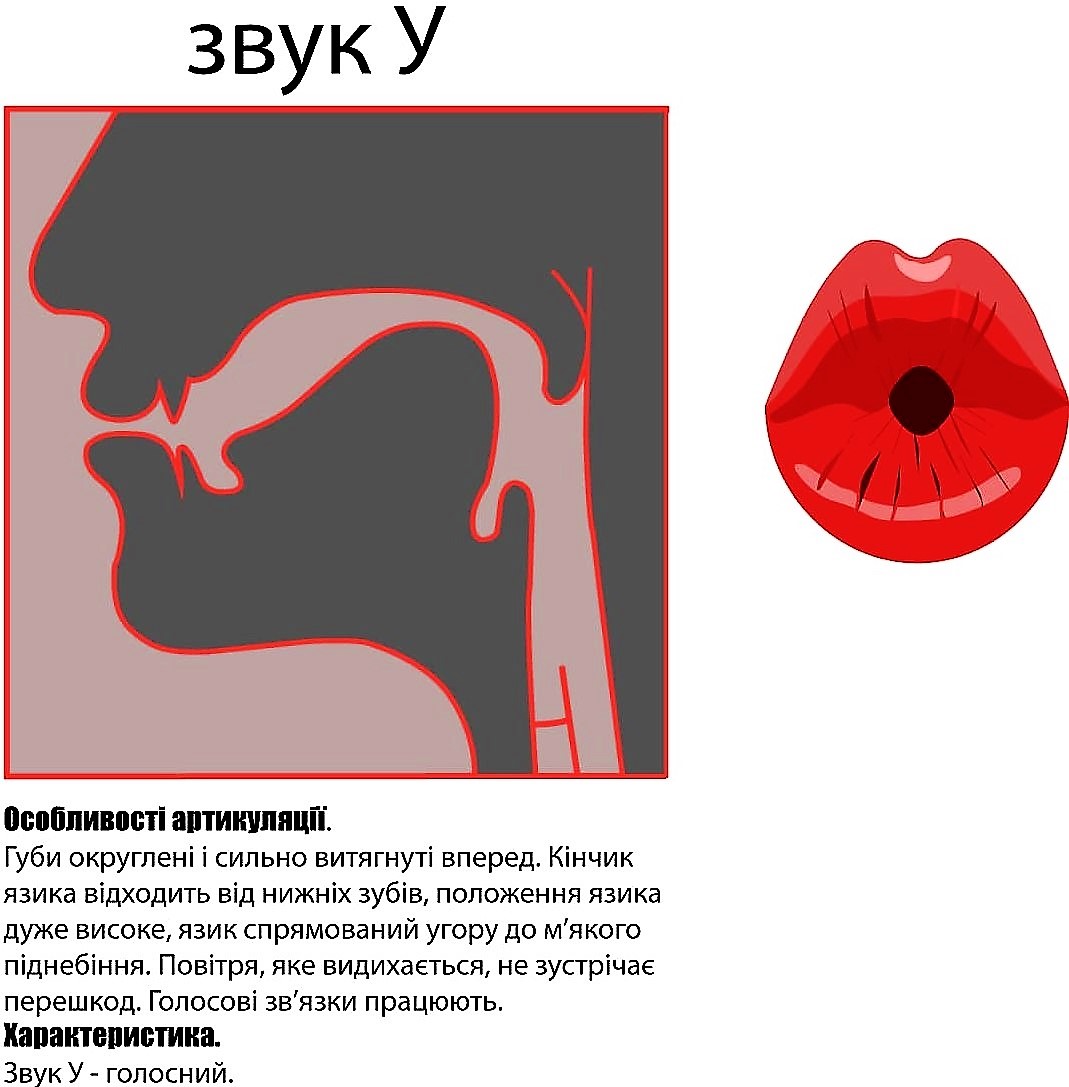 звук У
Особливості артикуляції.
Губи округлені і сильно витягнуті вперед. Кінчик
язика відходить від нижніх зубів, положення язика
дуже високе, язик спрямований угору до м’якого
піднебіння. Повітря, яке видихається, не зустрічає
перешкод. Голосові зв’язки працюють.
Характеристика.
Звук У - голосний.